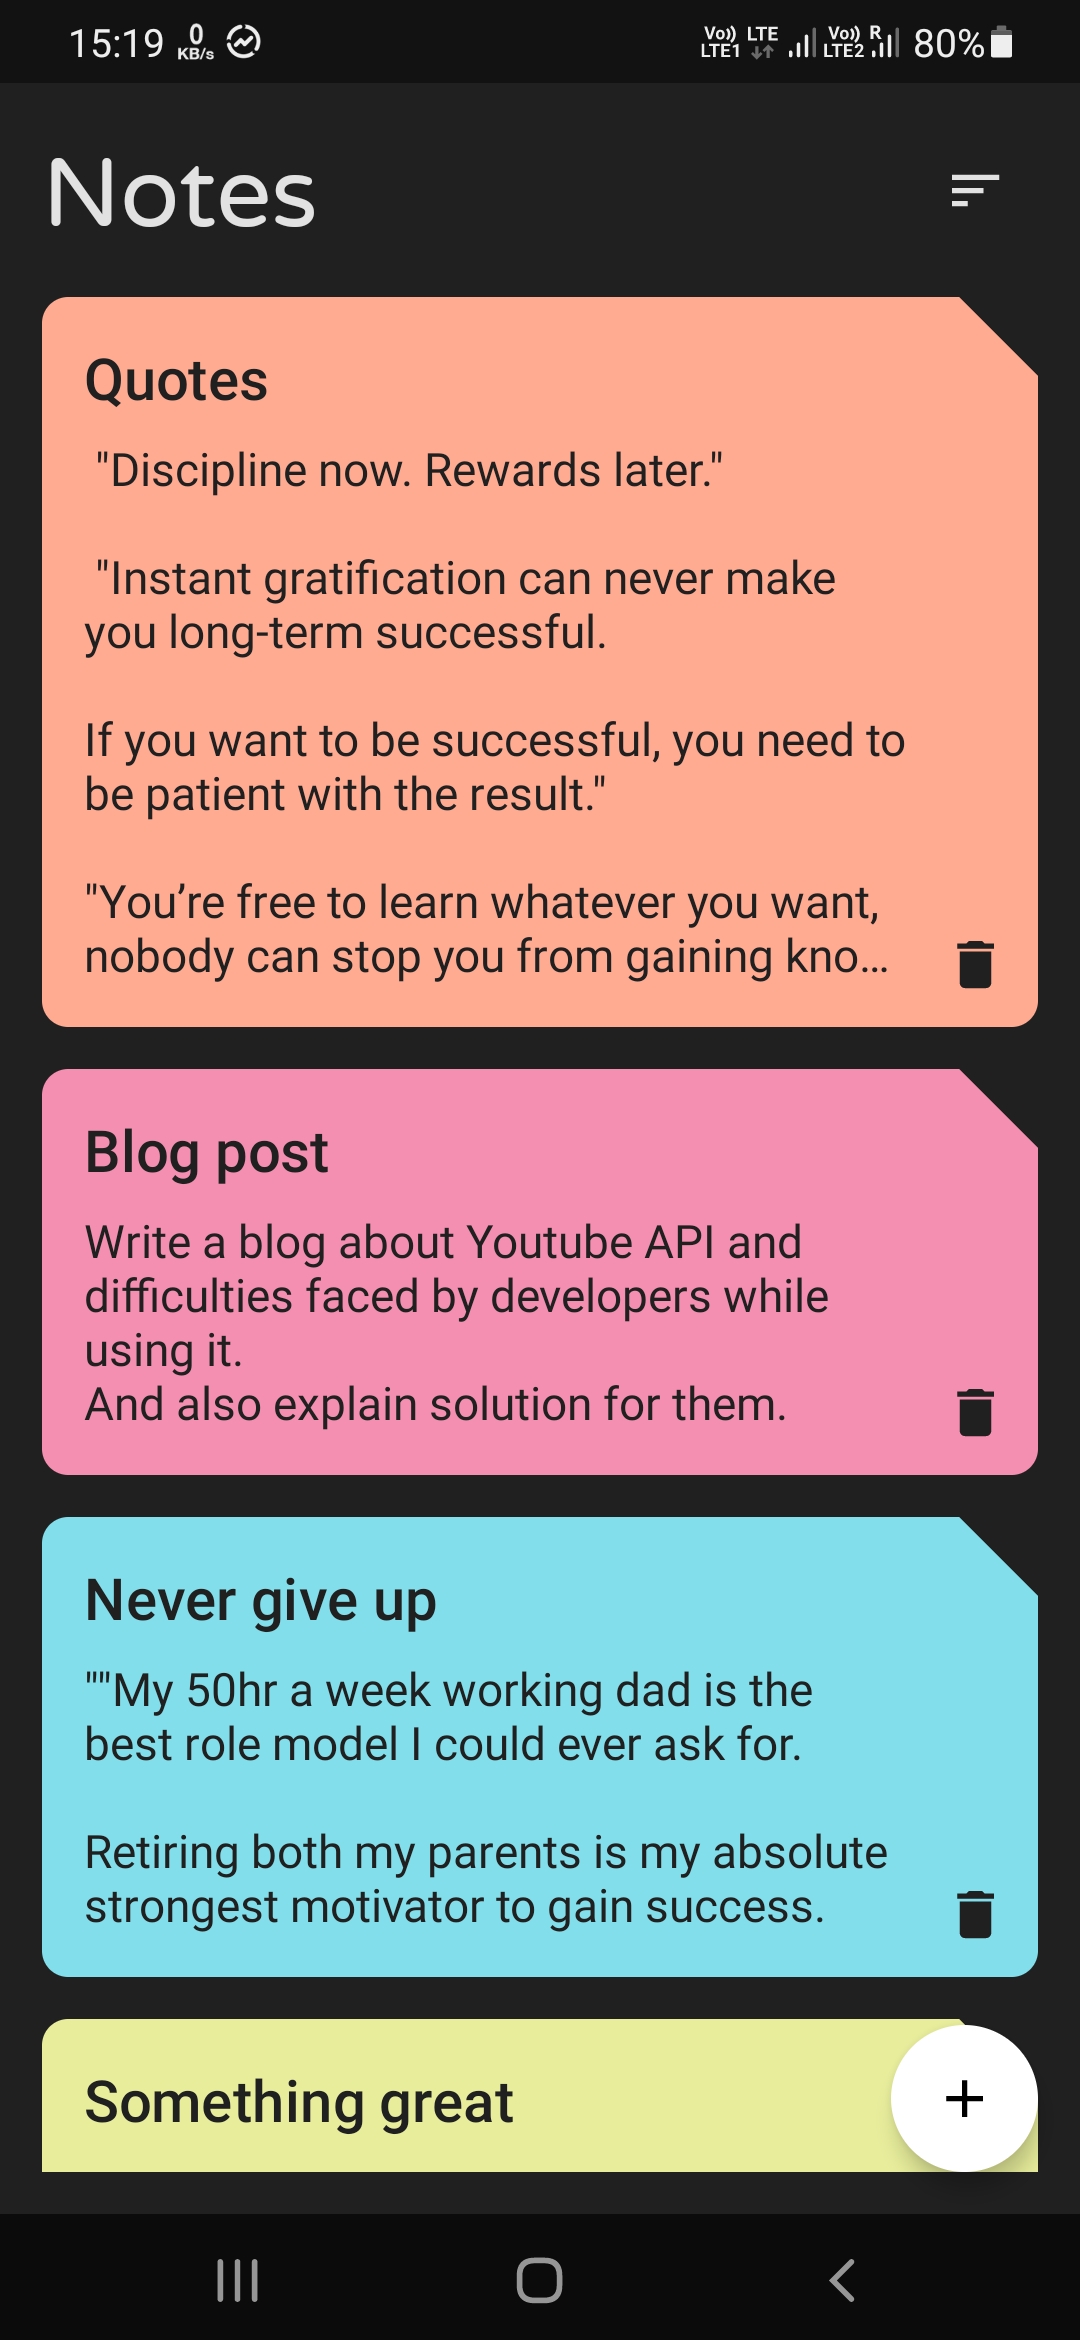 15:19 0 KB/s Vo)) LTE1 LTE Vo)) LTE2 R 80%
Notes
Quotes
"Discipline now. Rewards later."
"Instant gratification can never make
you long-term successful.
If you want to be successful, you need to
be patient with the result."
"You’re free to learn whatever you want,
nobody can stop you from gaining kno...
Blog post
Write a blog about Youtube API and
difficulties faced by developers while
using it.
And also explain solution for them.
Never give up
""My 50hr a week working dad is the
best role model I could ever ask for.
Retiring both my parents is my absolute
strongest motivator to gain success.
Something great